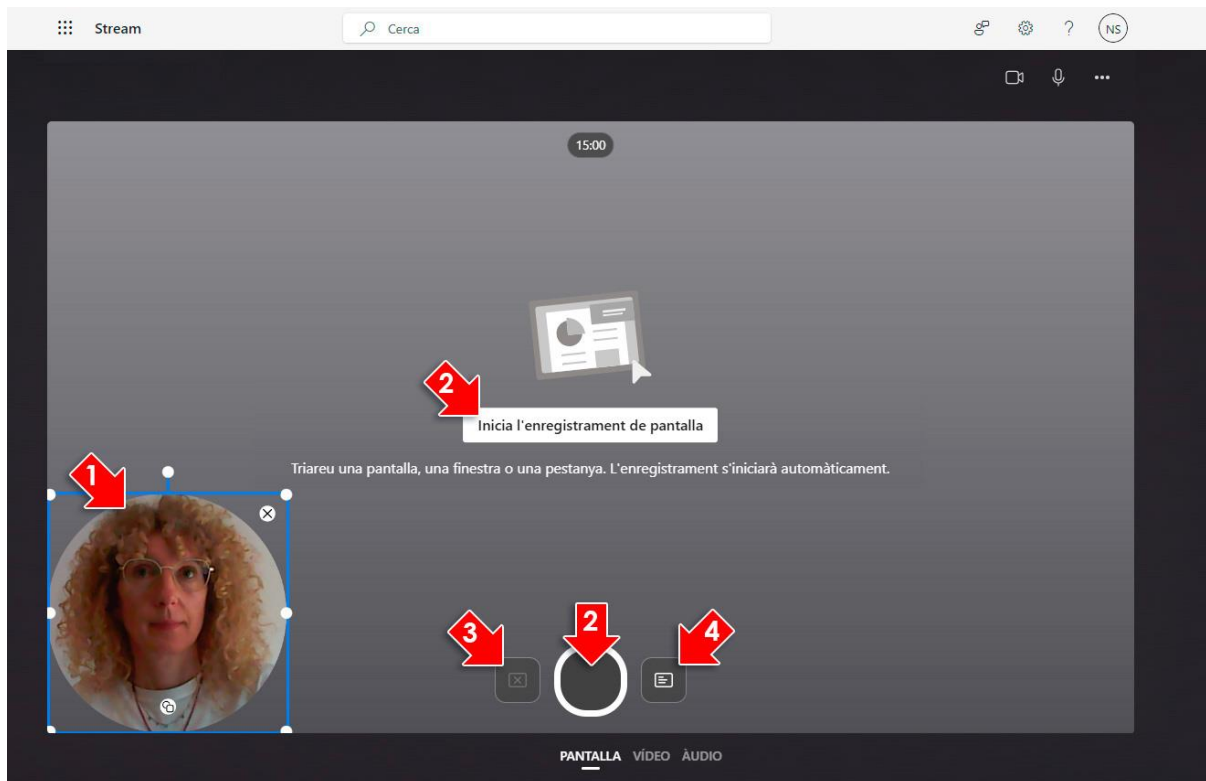 Stream
Cerca
?
NS
15:00
2
Inicia l'enregistrament de pantalla
Triareu una pantalla, una finestra o una pestanya. L'enregistrament s'iniciarà automàticament.
1
3
2
4
PANTALLA VÍDEO ÀUDIO